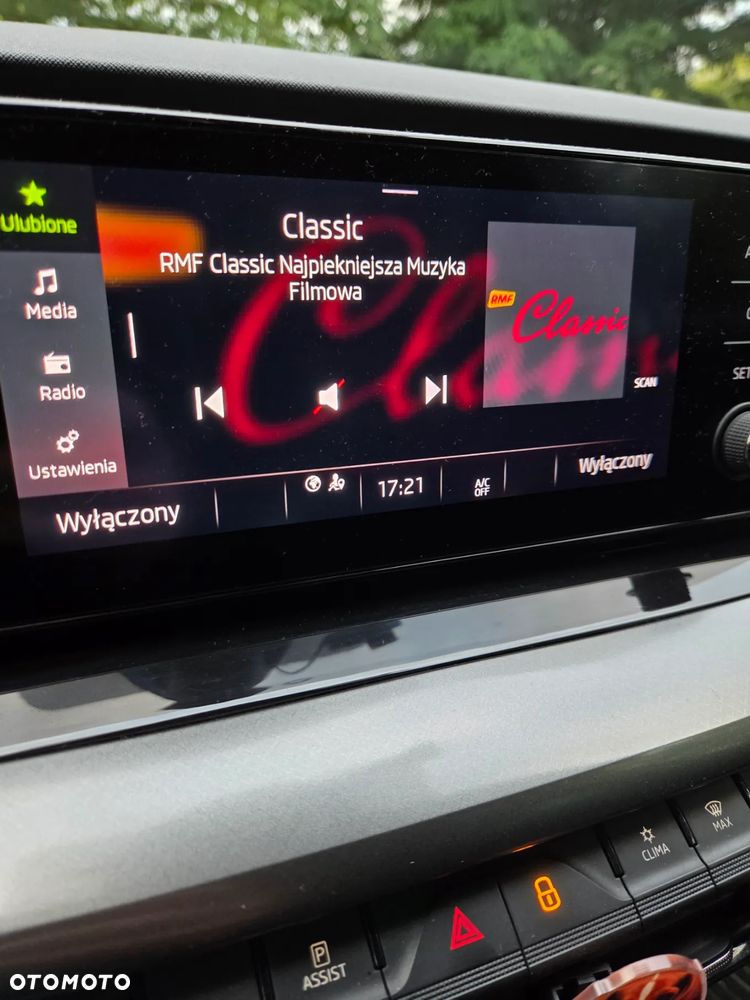 Ulubione
Media
Radio
Ustawienia
Classic
RMF Classic Najpiekniejsza Muzyka
Filmowa
RMF
Classic
SCAN
Wyłączony
17:21
A/C
OFF
Wyłączony
P
ASSIST
CLIMA
MAX
OTOMOTO